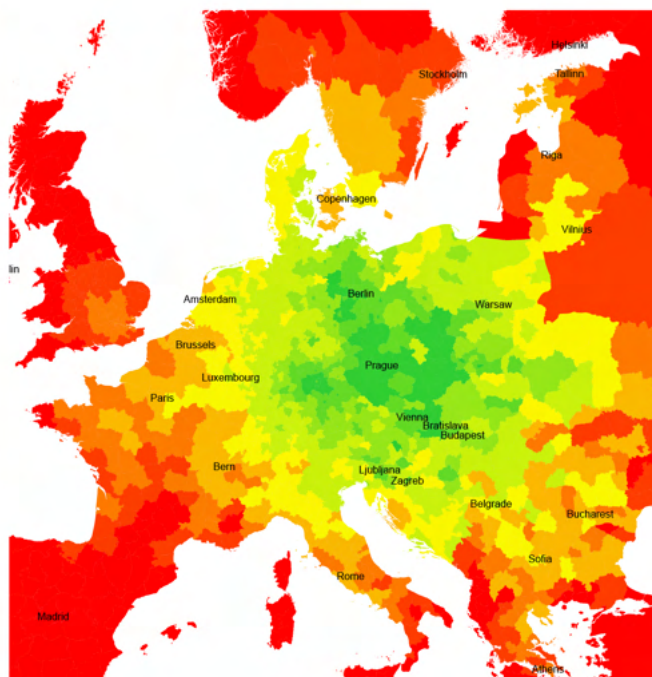 Helsinki
Stockholm
Tallinn
Riga
Copenhagen
Vilnius
lin
Berlin
Amsterdam
Warsaw
Brussels
Prague
Luxembourg
Paris
Vienna
Bratislava
Budapest
Bern
Ljubljana
Zagreb
Belgrade
Bucharest
Sofia
Rome
Madrid
Athens